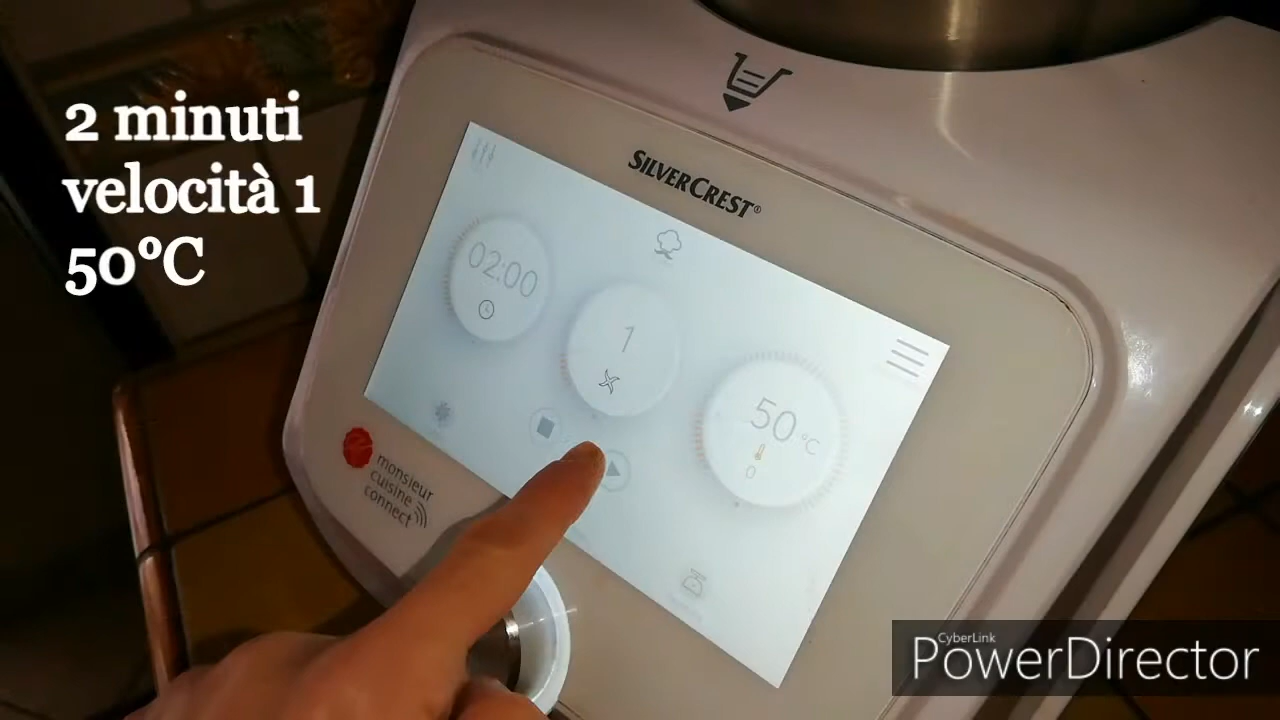 2 minuti
velocità 1
50°C
SILVERCREST®
02:00
1
50 °C
0
monsieur
cuisine
connect
CyberLink
PowerDirector